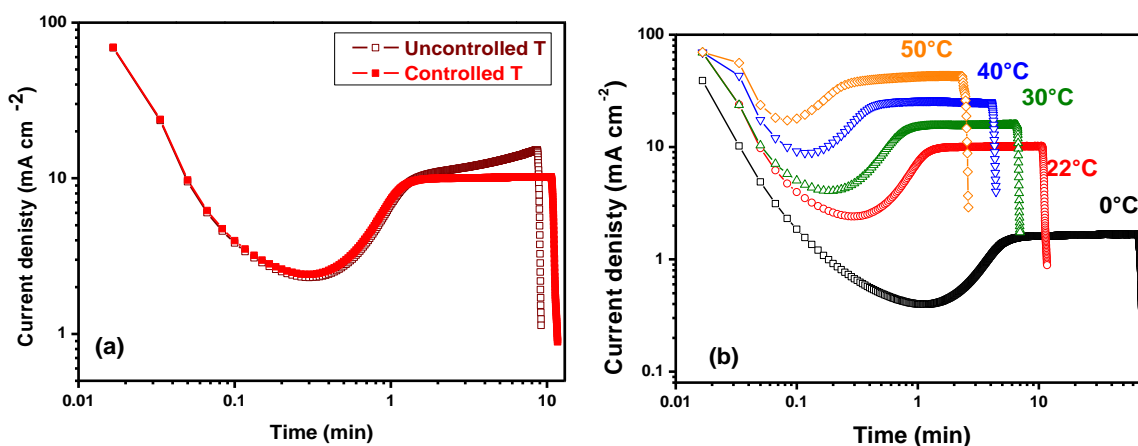 100
10
1
Current denisty (mA cm -2)
Uncontrolled T
Controlled T
(a)
0.01 0.1 1 10
Time (min)
100
10
1
0.1
Current density (mA cm-2)
50°C
40°C
30°C
22°C
0°C
(b)
0.01 0.1 1 10
Time (min)